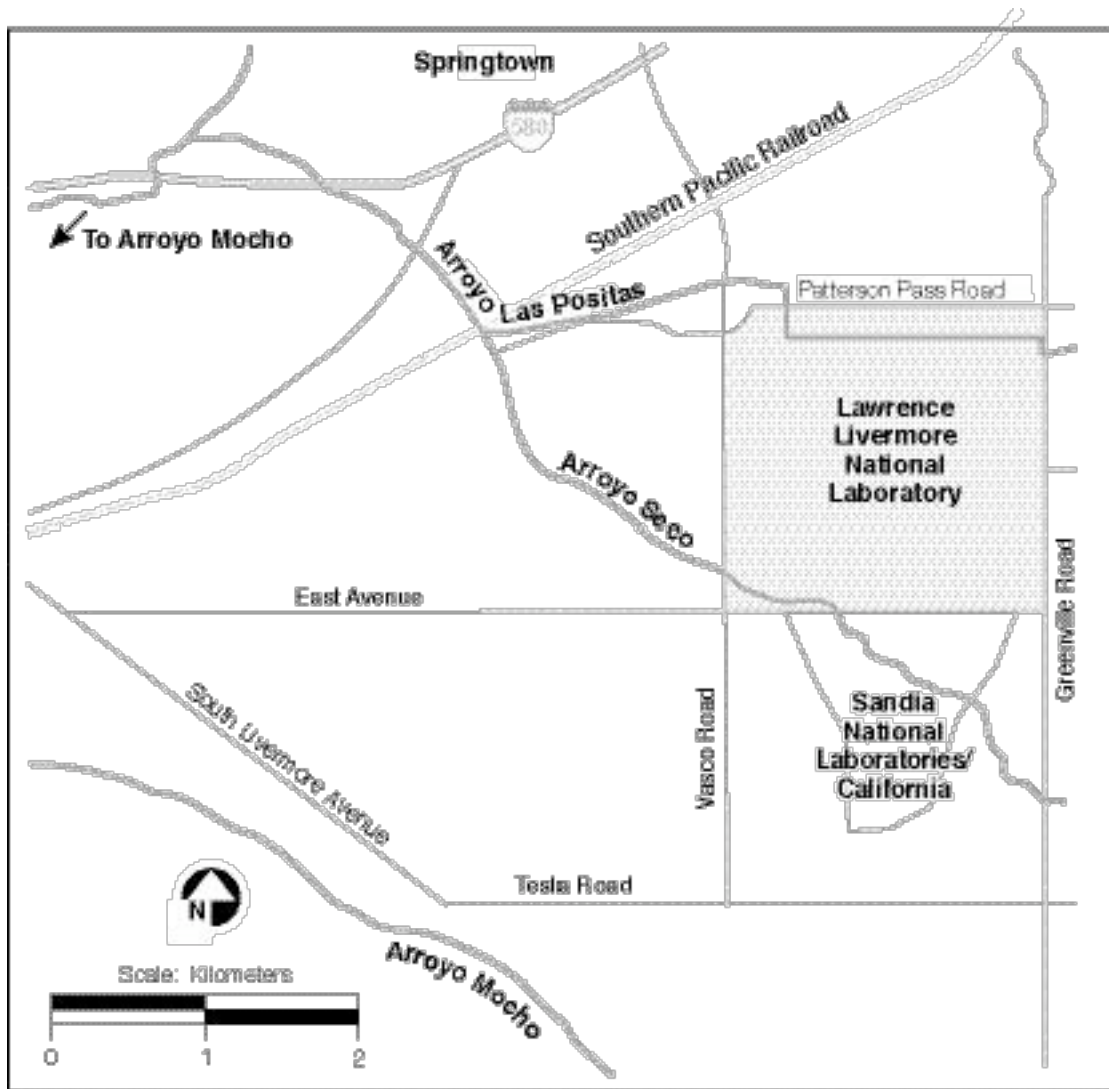 Springtown
580
Southern Pacific Railroad
To Arroyo Mocho
Arroyo
Las Positas
Patterson Pass Road
Lawrence
Livermore
National
Laboratory
Arroyo Seco
East Avenue
Greenville Road
South Livermore Avenue
Vasco Road
Sandia
National
Laboratories/
California
Tesla Road
N
Arroyo Mocho
Scale: Kilometers
0 1 2